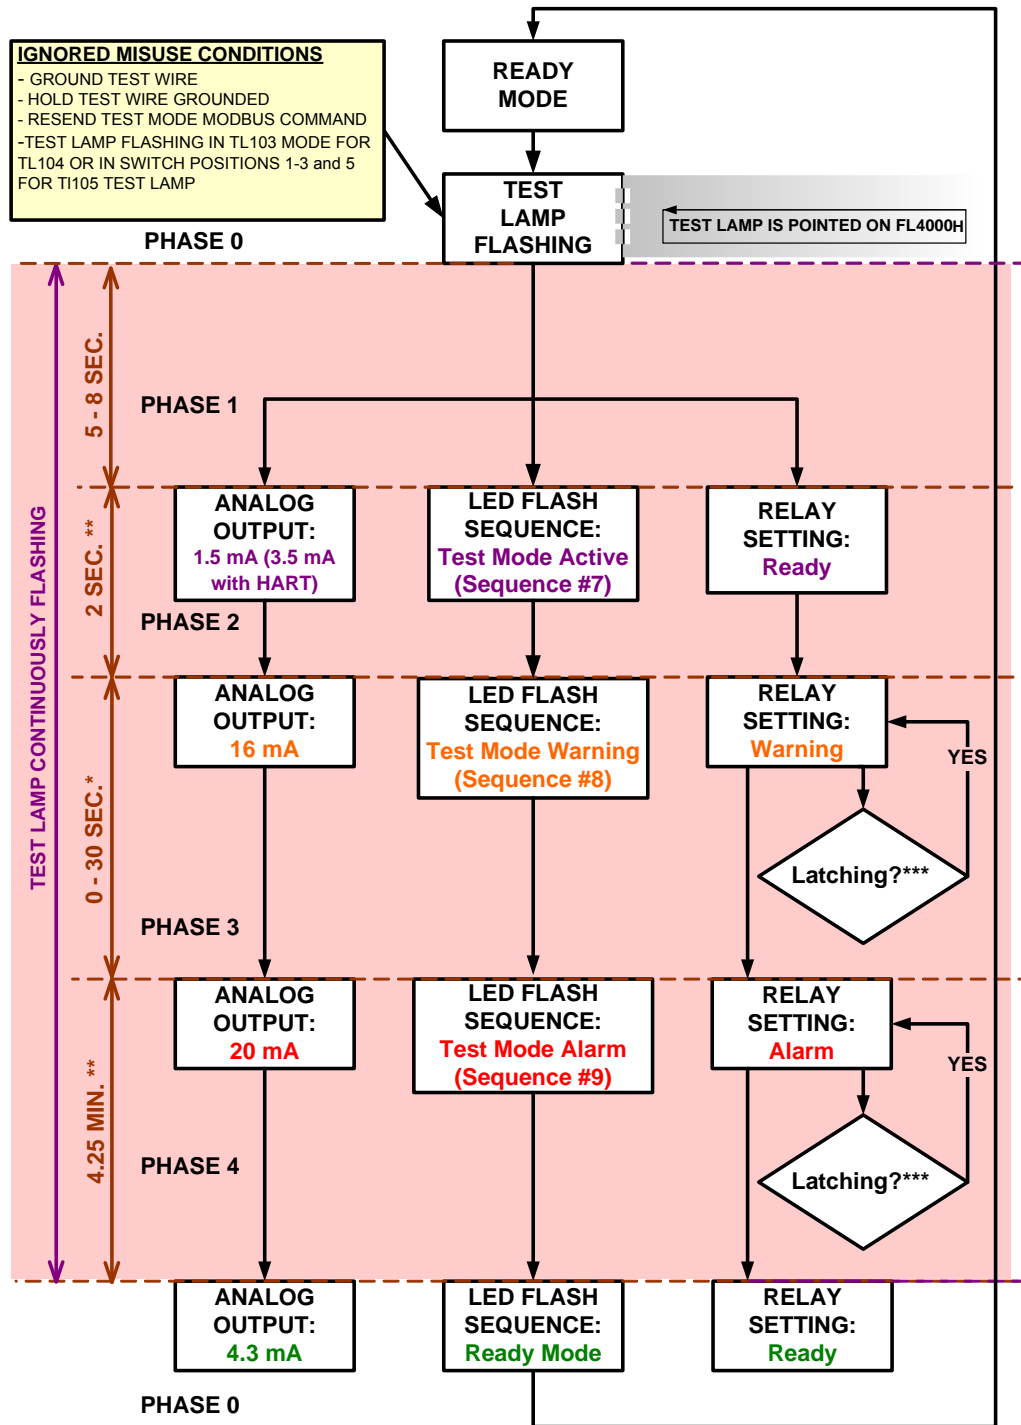 IGNORED MISUSE CONDITIONS
- GROUND TEST WIRE
- HOLD TEST WIRE GROUNDED
- RESEND TEST MODE MODBUS COMMAND
-TEST LAMP FLASHING IN TL103 MODE FOR
TL104 OR IN SWITCH POSITIONS 1-3 and 5
FOR Tl105 TEST LAMP
READY
MODE
TEST
LAMP
FLASHING
TEST LAMP IS POINTED ON FL4000H
PHASE 0
TEST LAMP CONTINUOUSLY FLASHING
5 - 8 SEC.
PHASE 1
2 SEC. **
ANALOG
OUTPUT:
1.5 mA (3.5 mA
with HART)
LED FLASH
SEQUENCE:
Test Mode Active
(Sequence #7)
RELAY
SETTING:
Ready
PHASE 2
0 - 30 SEC.*
ANALOG
OUTPUT:
16 mA
LED FLASH
SEQUENCE:
Test Mode Warning
(Sequence #8)
RELAY
SETTING:
Warning
YES
Latching?***
PHASE 3
4.25 MIN. **
ANALOG
OUTPUT:
20 mA
LED FLASH
SEQUENCE:
Test Mode Alarm
(Sequence #9)
RELAY
SETTING:
Alarm
YES
Latching?***
PHASE 4
ANALOG
OUTPUT:
4.3 mA
LED FLASH
SEQUENCE:
Ready Mode
RELAY
SETTING:
Ready
PHASE 0